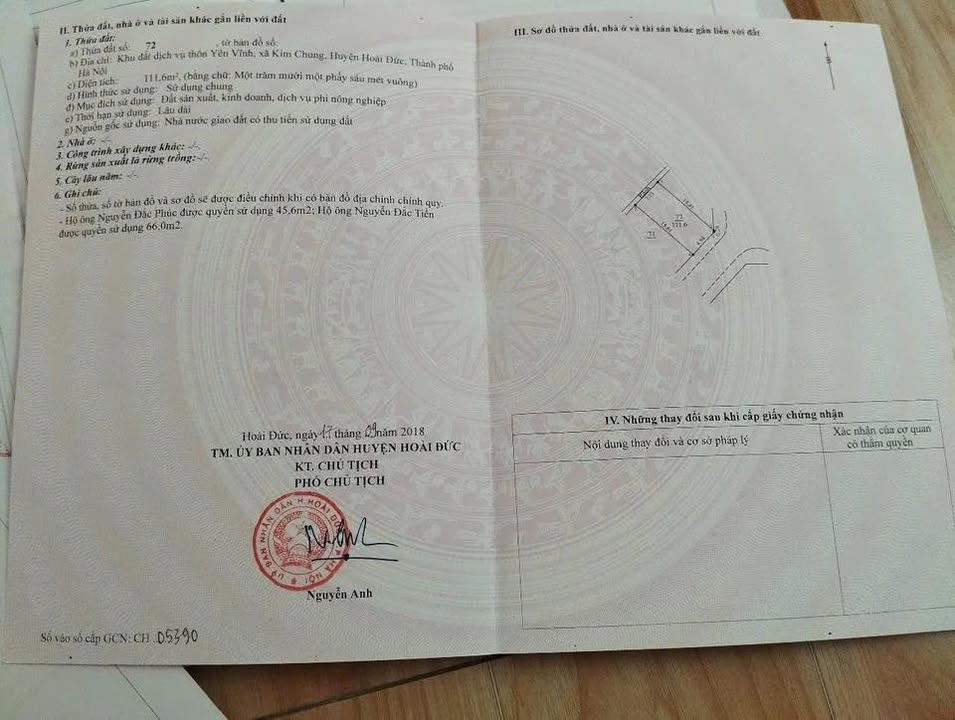 II. Thửa đất, nhà ở và tài sản khác gắn liền với đất
1. Thửa đất:
a) Thửa đất số: 72 , tờ bản đồ số:
b) Địa chỉ: Khu đất dịch vụ thôn Yên Vĩnh, xã Kim Chung, Huyện Hoài Đức, Thành phố
Hà Nội
c) Diện tích: 111,6m², (bằng chữ: Một trăm mười một phẩy sáu mét vuông)
d) Hình thức sử dụng: Sử dụng chung
đ) Mục đích sử dụng: Đất sản xuất, kinh doanh, dịch vụ phi nông nghiệp
e) Thời hạn sử dụng: Lâu dài
g) Nguồn gốc sử dụng: Nhà nước giao đất có thu tiền sử dụng đất
2. Nhà ở: -/-
3. Công trình xây dựng khác: -/-
4. Rừng sản xuất là rừng trồng: -/-
5. Cây lâu năm: -/-
6. Ghi chú:
- Số thửa, số tờ bản đồ và sơ đồ sẽ được điều chỉnh khi có bản đồ địa chính chính quy.
- Hộ ông Nguyễn Đắc Phúc được quyền sử dụng 45,6m2; Hộ ông Nguyễn Đắc Tiến
được quyền sử dụng 66,0m2.
Hoài Đức, ngày 17 tháng 09 năm 2018
TM. ỦY BAN NHÂN DÂN HUYỆN HOÀI ĐỨC
KT. CHỦ TỊCH
PHÓ CHỦ TỊCH
Nguyễn Anh
Số vào sổ cấp GCN: CH 05390
III. Sơ đồ thửa đất, nhà ở và tài sản khác gắn liền với đất
B
72
111.6
71
IV. Những thay đổi sau khi cấp giấy chứng nhận
Nội dung thay đổi và cơ sở pháp lý
Xác nhận của cơ quan
có thẩm quyền